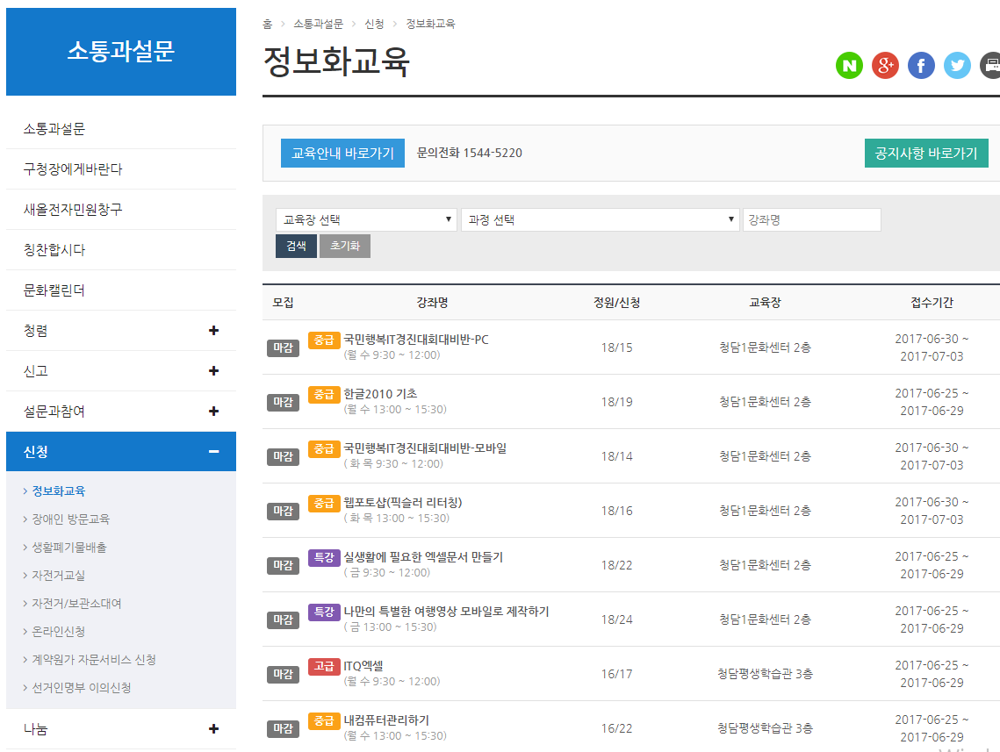 소통과설문
소통과설문
구청장에게바란다
새올전자민원창구
칭찬합시다
문화캘린더
청렴
신고
설문과참여
신청
정보화교육
장애인 방문교육
생활폐기물배출
자전거교실
자전거/보관소대여
온라인신청
계약원가 자문서비스 신청
선거인명부 이의신청
나눔
홈 > 소통과설문 > 신청 > 정보화교육
정보화교육
교육안내 바로가기 문의전화 1544-5220 공지사항 바로가기
교육장 선택 과정 선택 강좌명
검색 초기화
모집 강좌명 정원/신청 교육장 접수기간
마감 중급 국민행복IT경진대회대비반-PC 18/15 청담1문화센터 2층 2017-06-30 ~
(월 수 9:30 ~ 12:00) 2017-07-03
마감 중급 한글2010 기초 18/19 청담1문화센터 2층 2017-06-25 ~
(월 수 13:00 ~ 15:30) 2017-06-29
마감 중급 국민행복IT경진대회대비반-모바일 18/14 청담1문화센터 2층 2017-06-30 ~
( 화 목 9:30 ~ 12:00) 2017-07-03
마감 중급 웹포토샵(픽슬러 리터칭) 18/16 청담1문화센터 2층 2017-06-30 ~
( 화 목 13:00 ~ 15:30) 2017-07-03
마감 특강 실생활에 필요한 엑셀문서 만들기 18/22 청담1문화센터 2층 2017-06-25 ~
( 금 9:30 ~ 12:00) 2017-06-29
마감 특강 나만의 특별한 여행영상 모바일로 제작하기 18/24 청담1문화센터 2층 2017-06-25 ~
( 금 13:00 ~ 15:30) 2017-06-29
마감 고급 ITQ엑셀 16/17 청담평생학습관 3층 2017-06-25 ~
(월 수 9:30 ~ 12:00) 2017-06-29
마감 중급 내컴퓨터관리하기 16/22 청담평생학습관 3층 2017-06-25 ~
(월 수 13:00 ~ 15:30) 2017-06-29